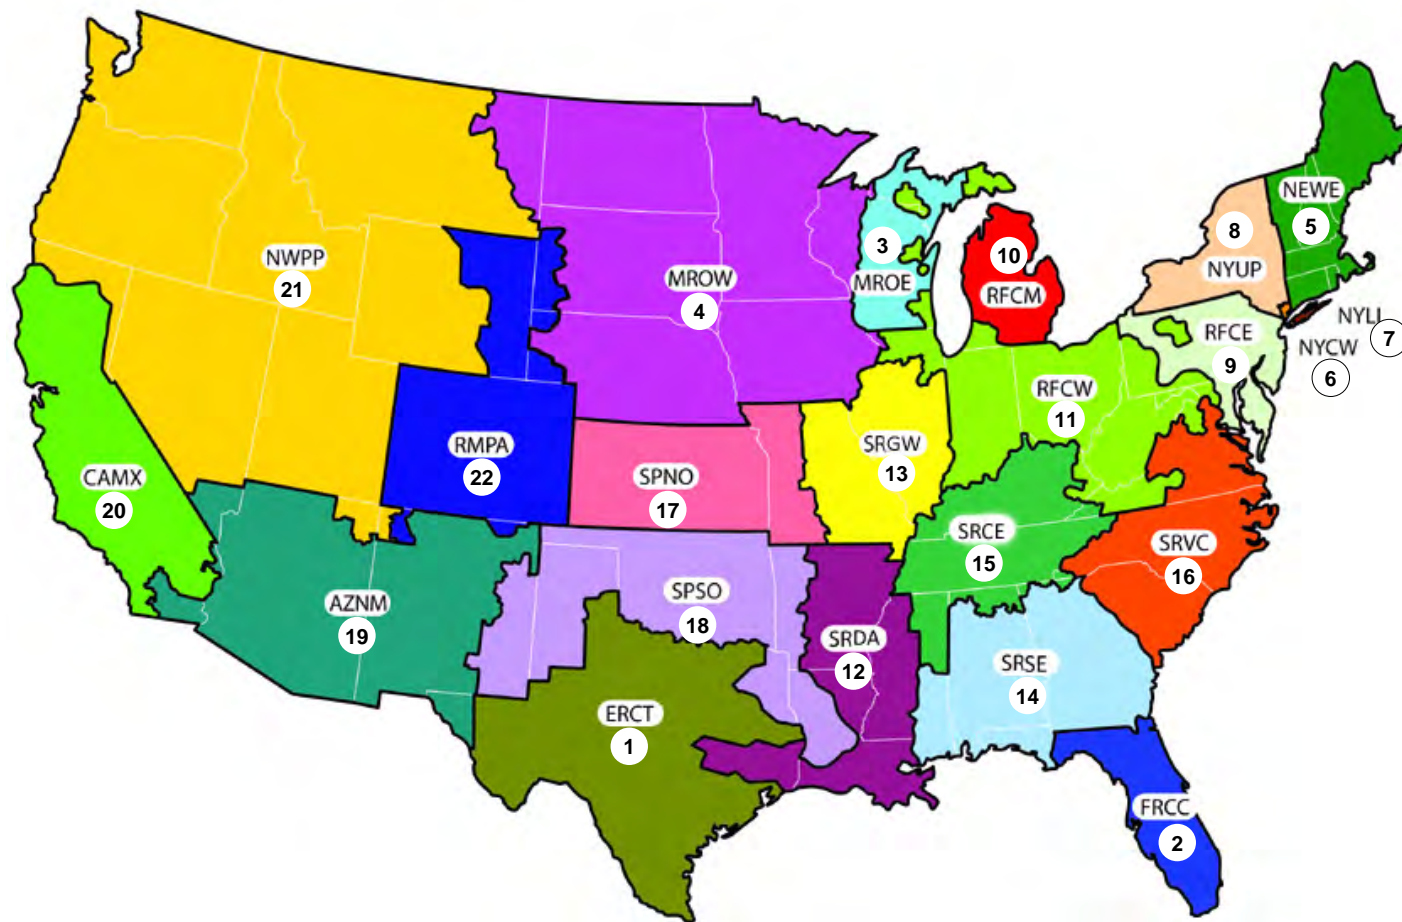 NWPP
21
MROW
4
3
MROE
10
RFCM
8
NYUP
NEWE
5
NYLI
7
NYCW
6
RFCE
9
RFCW
11
CAMX
20
RMPA
22
SPNO
17
SRGW
13
SRCE
15
SRVC
16
AZNM
19
SPSO
18
SRDA
12
SRSE
14
ERCT
1
FRCC
2